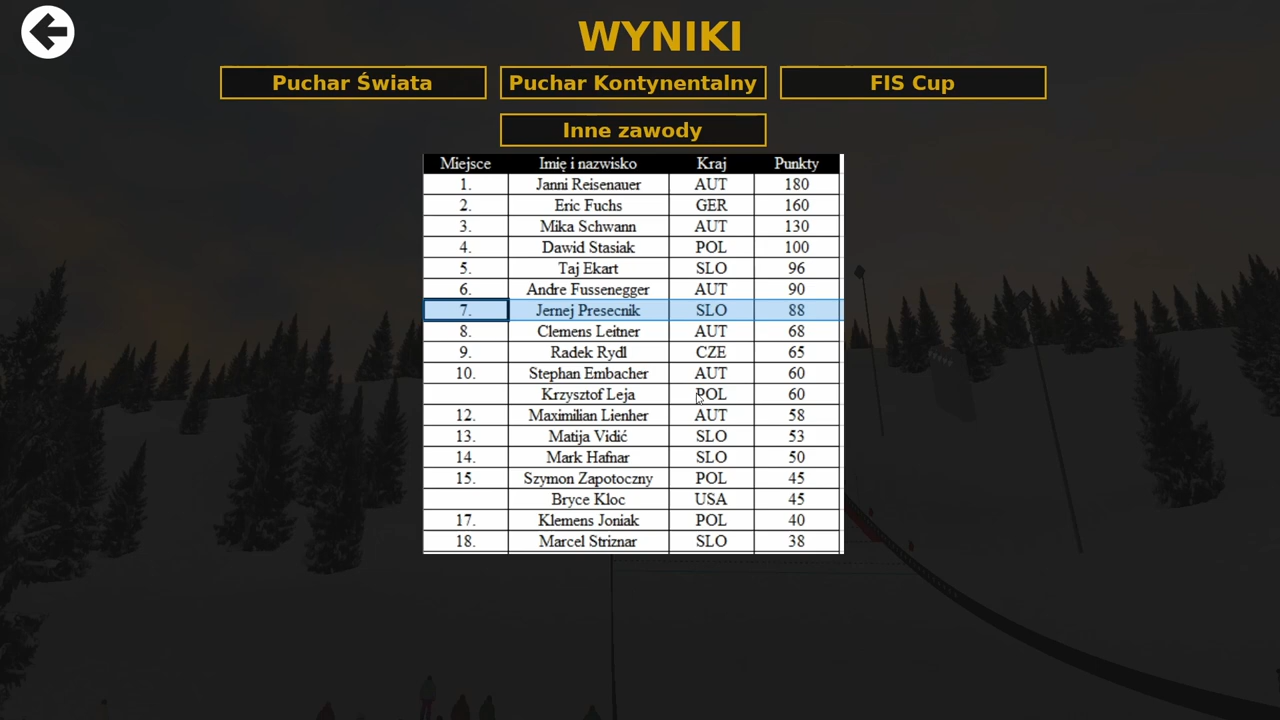 WYNIKI
Puchar Świata Puchar Kontynentalny FIS Cup
Inne zawody
Miejsce Imię i nazwisko Kraj Punkty
1. Janni Reisenauer AUT 180
2. Eric Fuchs GER 160
3. Mika Schwann AUT 130
4. Dawid Stasiak POL 100
5. Taj Ekart SLO 96
6. Andre Fussenegger AUT 90
7. Jernej Presecnik SLO 88
8. Clemens Leitner AUT 68
9. Radek Rydl CZE 65
10. Stephan Embacher AUT 60
Krzysztof Leja POL 60
12. Maximilian Lienher AUT 58
13. Matija Vidić SLO 53
14. Mark Hafnar SLO 50
15. Szymon Zapotoczny POL 45
Bryce Kloc USA 45
17. Klemens Joniak POL 40
18. Marcel Striznar SLO 38